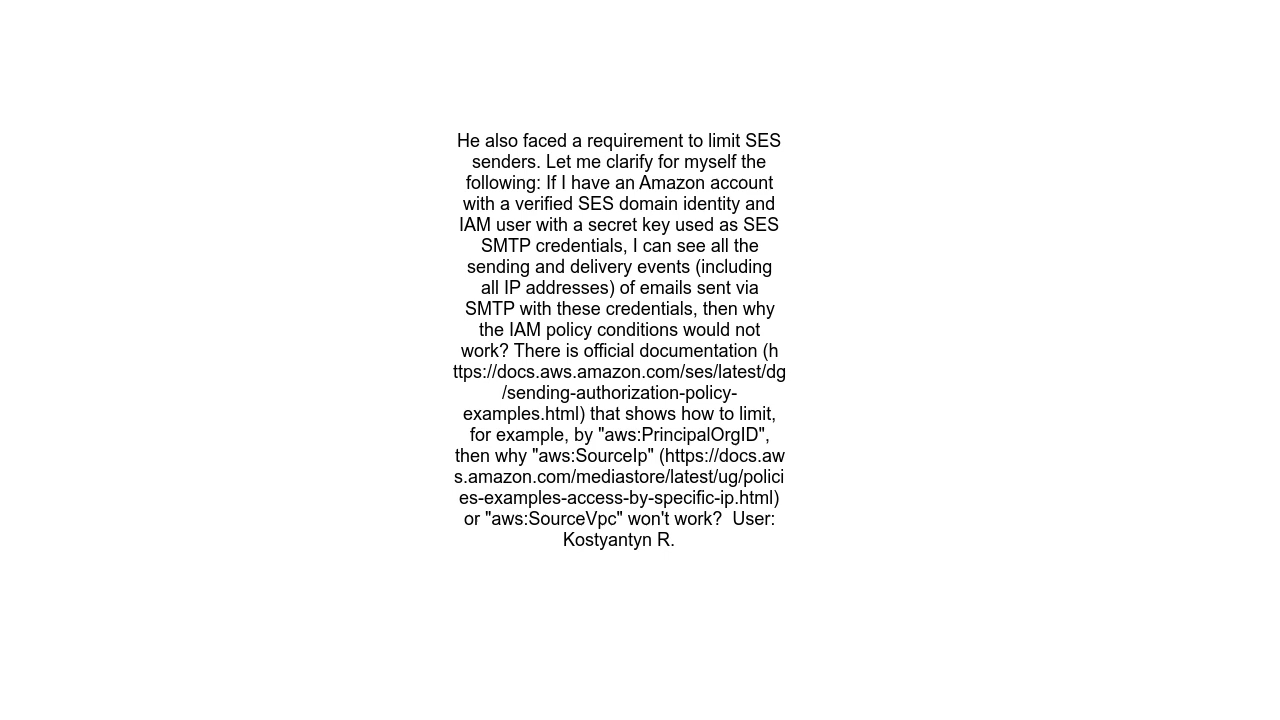 He also faced a requirement to limit SES
senders. Let me clarify for myself the
following: If I have an Amazon account
with a verified SES domain identity and
IAM user with a secret key used as SES
SMTP credentials, I can see all the
sending and delivery events (including
all IP addresses) of emails sent via
SMTP with these credentials, then why
the IAM policy conditions would not
work? There is official documentation (h
ttps://docs.aws.amazon.com/ses/latest/dg
/sending-authorization-policy-
examples.html) that shows how to limit,
for example, by "aws:PrincipalOrgID",
then why "aws:SourceIp" (https://docs.aw
s.amazon.com/mediastore/latest/ug/polici
es-examples-access-by-specific-ip.html)
or "aws:SourceVpc" won't work?  User:
Kostyantyn R.